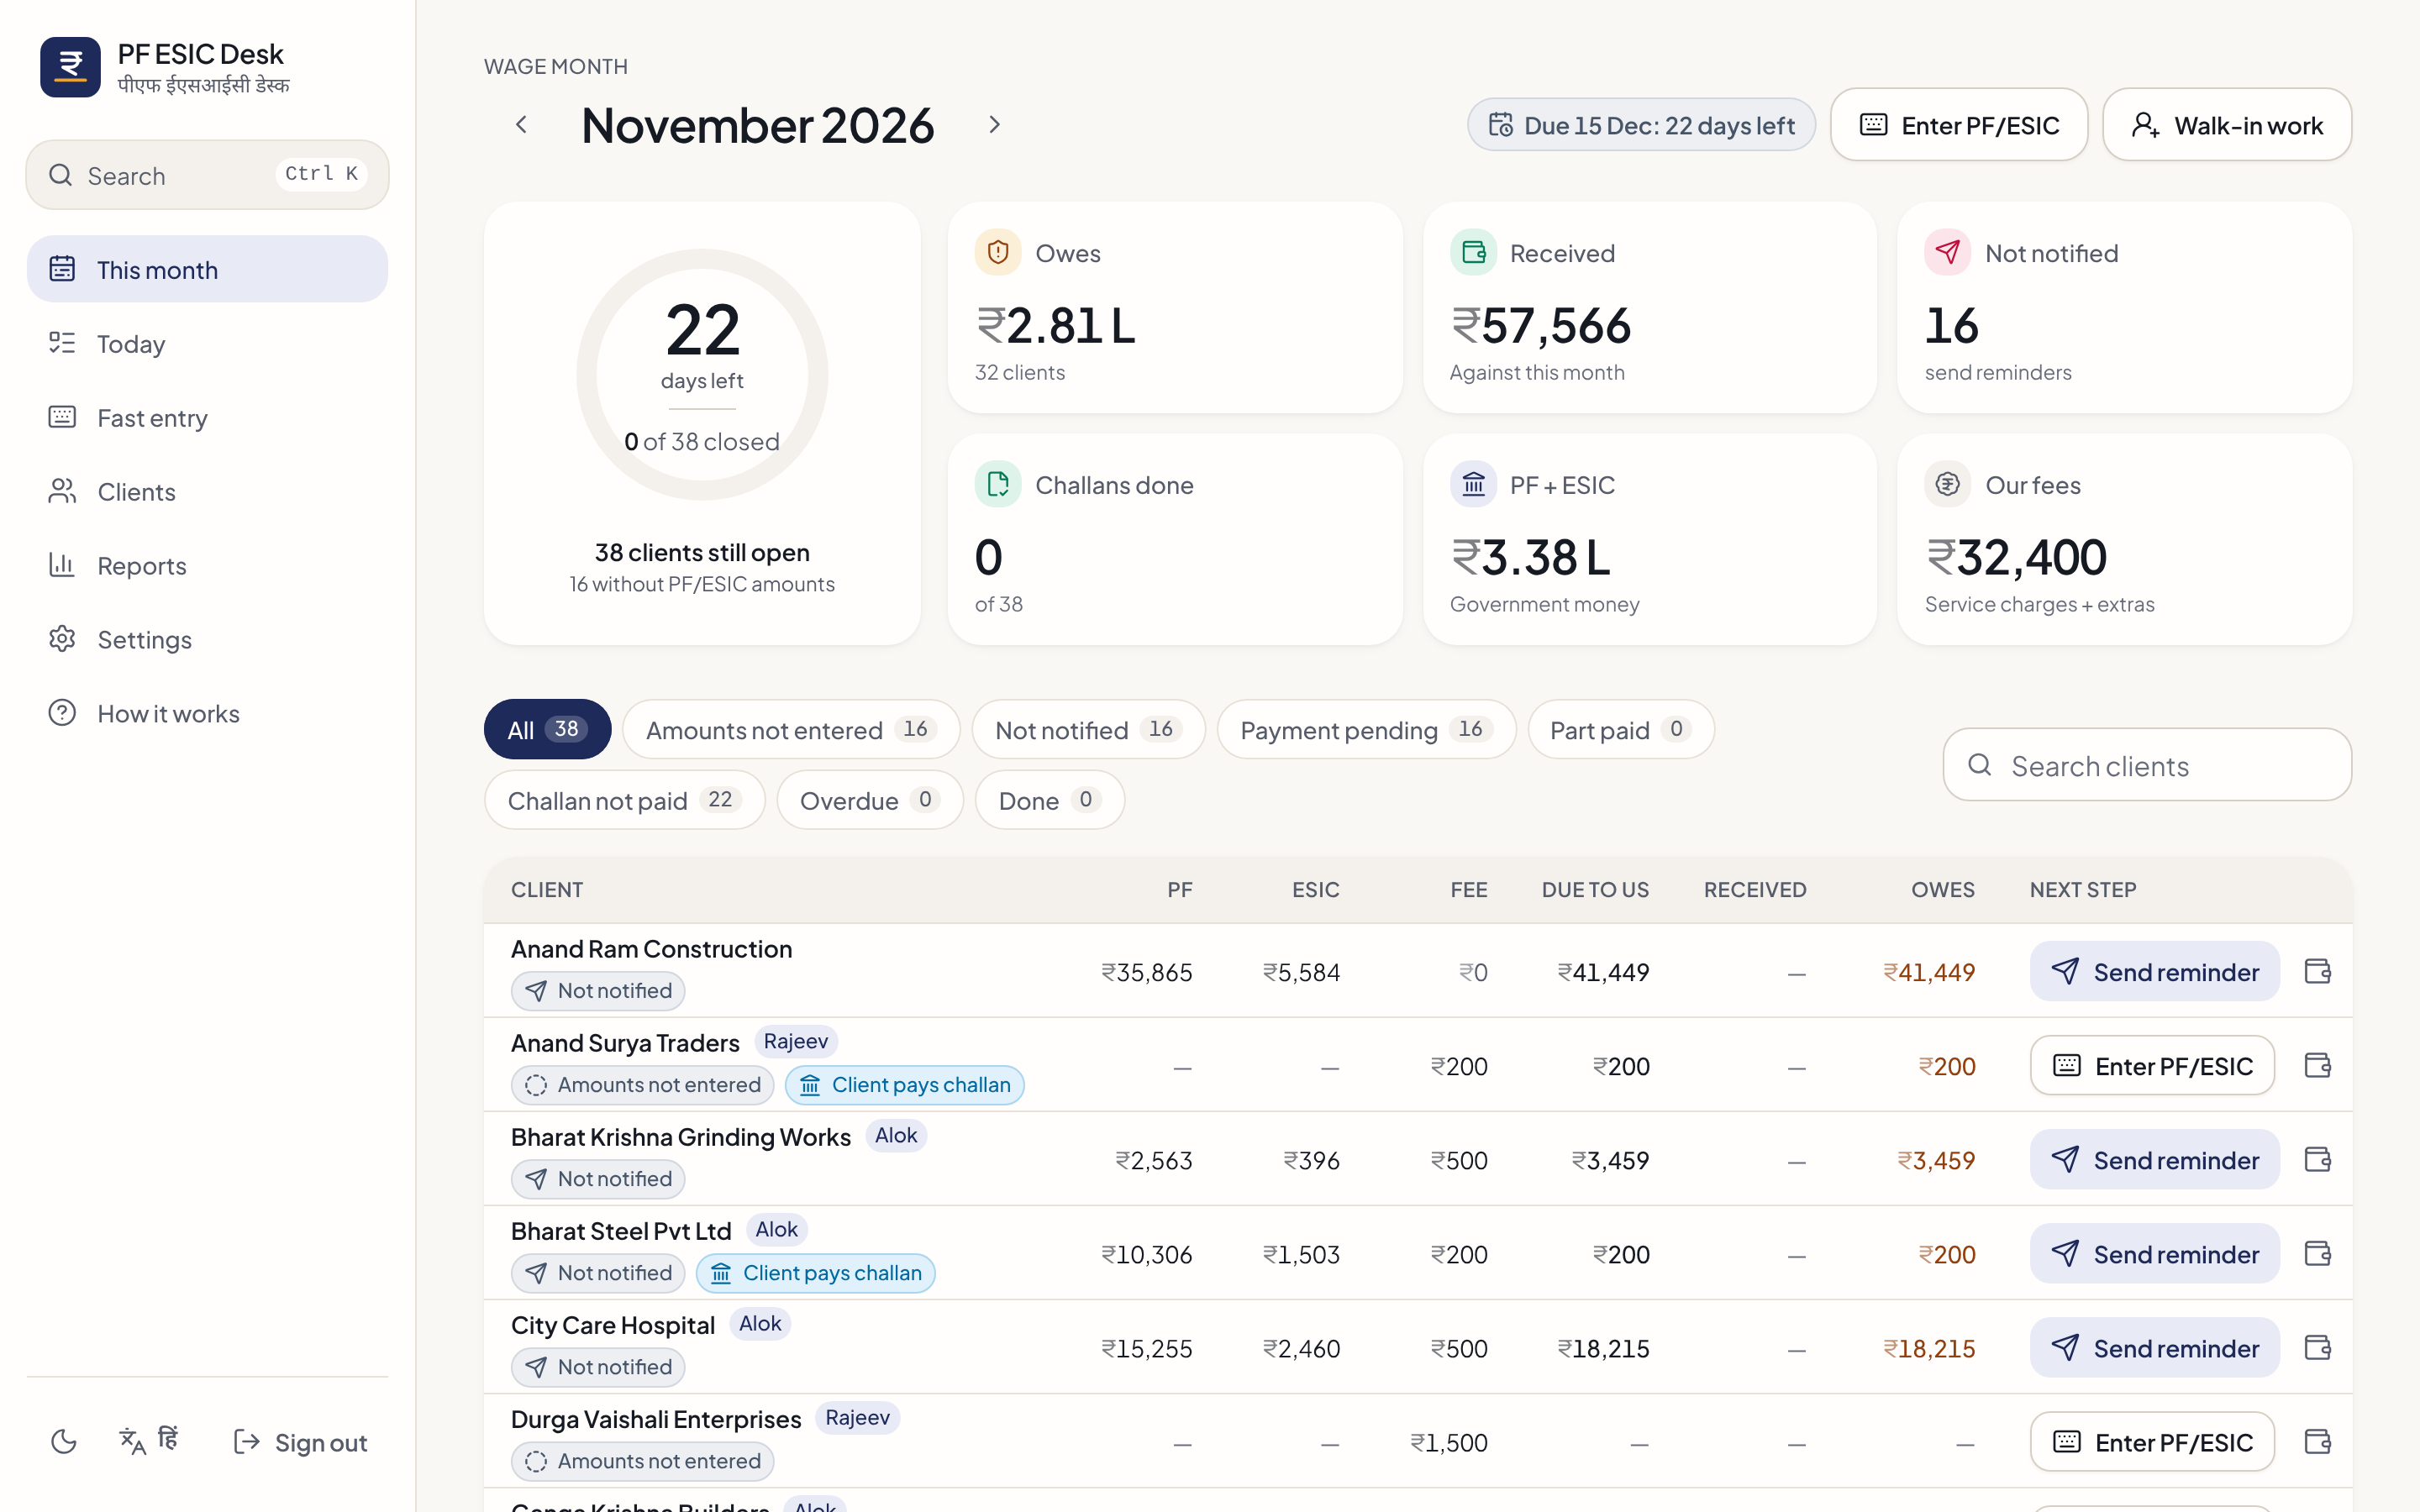 PF ESIC Desk
पीएफ ईएसआईसी डेस्क
Search
Ctrl K
This month
Today
Fast entry
Clients
Reports
Settings
How it works
हिं
Sign out
WAGE MONTH
November 2026
Due 15 Dec: 22 days left
Enter PF/ESIC
Walk-in work
22
days left
0 of 38 closed
38 clients still open
16 without PF/ESIC amounts
Owes
₹2.81 L
32 clients
Received
₹57,566
Against this month
Not notified
16
send reminders
Challans done
0
of 38
PF + ESIC
₹3.38 L
Government money
Our fees
₹32,400
Service charges + extras
All 38
Amounts not entered 16
Not notified 16
Payment pending 16
Part paid 0
Challan not paid 22
Overdue 0
Done 0
Search clients
CLIENT PF ESIC FEE DUE TO US RECEIVED OWES NEXT STEP
Anand Ram Construction
Not notified
₹35,865 ₹5,584 ₹0 ₹41,449 — ₹41,449 Send reminder
Anand Surya Traders Rajeev
Amounts not entered Client pays challan
— — ₹200 ₹200 — ₹200 Enter PF/ESIC
Bharat Krishna Grinding Works Alok
Not notified
₹2,563 ₹396 ₹500 ₹3,459 — ₹3,459 Send reminder
Bharat Steel Pvt Ltd Alok
Not notified Client pays challan
₹10,306 ₹1,503 ₹200 ₹200 — ₹200 Send reminder
City Care Hospital Alok
Not notified
₹15,255 ₹2,460 ₹500 ₹18,215 — ₹18,215 Send reminder
Durga Vaishali Enterprises Rajeev
Amounts not entered
— — ₹1,500 — — — Enter PF/ESIC
Ganga Krishna Builders Alok